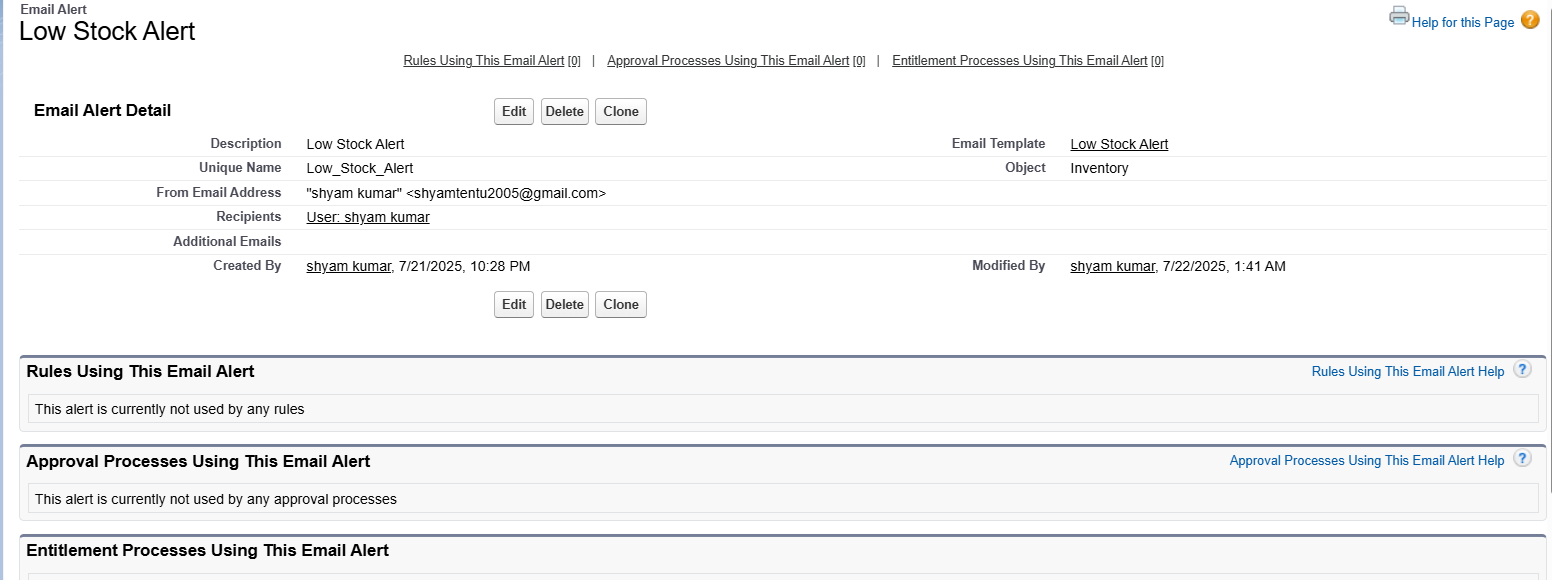 Email Alert
Low Stock Alert
Help for this Page ?
Rules Using This Email Alert [0] | Approval Processes Using This Email Alert [0] | Entitlement Processes Using This Email Alert [0]
Email Alert Detail Edit Delete Clone
Description Low Stock Alert Email Template Low Stock Alert
Unique Name Low_Stock_Alert Object Inventory
From Email Address "shyam kumar" <shyamtentu2005@gmail.com>
Recipients User: shyam kumar
Additional Emails
Created By shyam kumar, 7/21/2025, 10:28 PM Modified By shyam kumar, 7/22/2025, 1:41 AM
Edit Delete Clone
Rules Using This Email Alert Rules Using This Email Alert Help ?
This alert is currently not used by any rules
Approval Processes Using This Email Alert Approval Processes Using This Email Alert Help ?
This alert is currently not used by any approval processes
Entitlement Processes Using This Email Alert